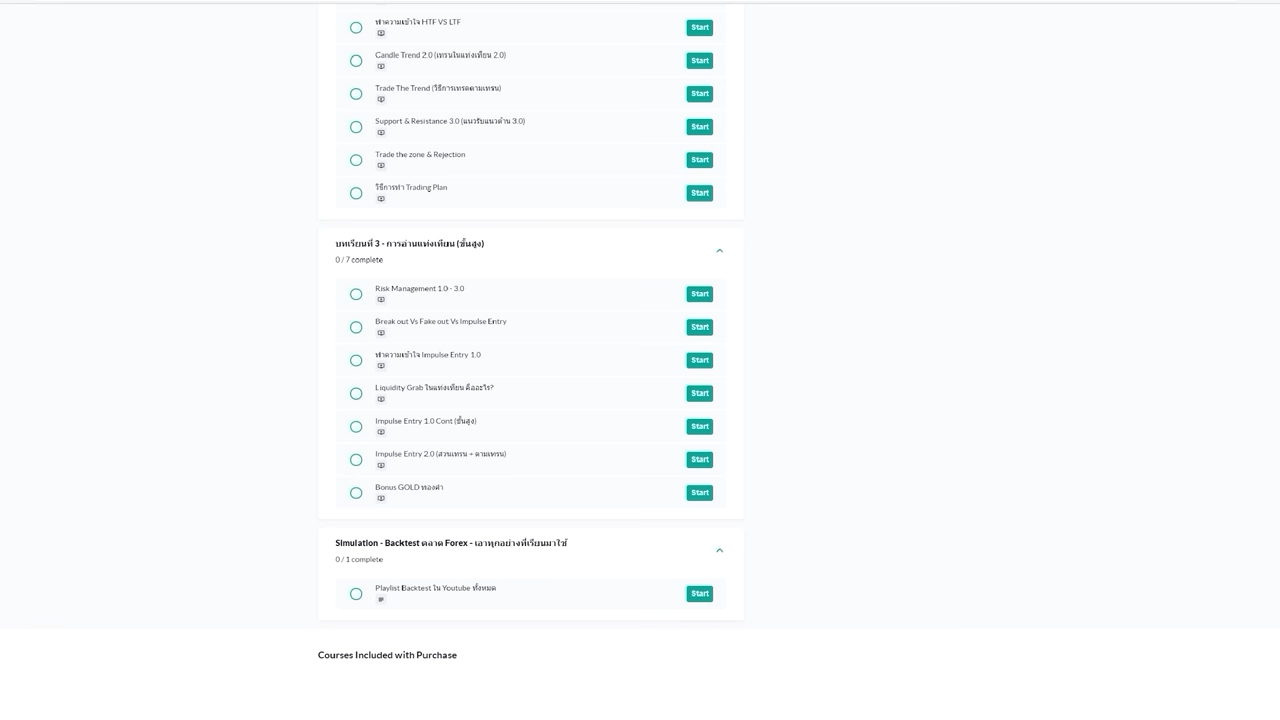 ทำความเข้าใจ HTF VS LTF
Start
Candle Trend 2.0 (เทรนในแท่งเทียน 2.0)
Start
Trade The Trend (วิธีการเทรดตามเทรน)
Start
Support & Resistance 3.0 (แนวรับแนวต้าน 3.0)
Start
Trade the zone & Rejection
Start
วิธีการทำ Trading Plan
Start
บทเรียนที่ 3 - การอ่านแท่งเทียน (ขั้นสูง)
0 / 7 complete
Risk Management 1.0 - 3.0
Start
Break out Vs Fake out Vs Impulse Entry
Start
ทำความเข้าใจ Impulse Entry 1.0
Start
Liquidity Grab ในแท่งเทียน คืออะไร?
Start
Impulse Entry 1.0 Cont (ขั้นสูง)
Start
Impulse Entry 2.0 (สวนเทรน + ตามเทรน)
Start
Bonus GOLD ทองคำ
Start
Simulation - Backtest ตลาด Forex - เอาทุกอย่างที่เรียนมาใช้
0 / 1 complete
Playlist Backtest ใน Youtube ทั้งหมด
Start
Courses Included with Purchase